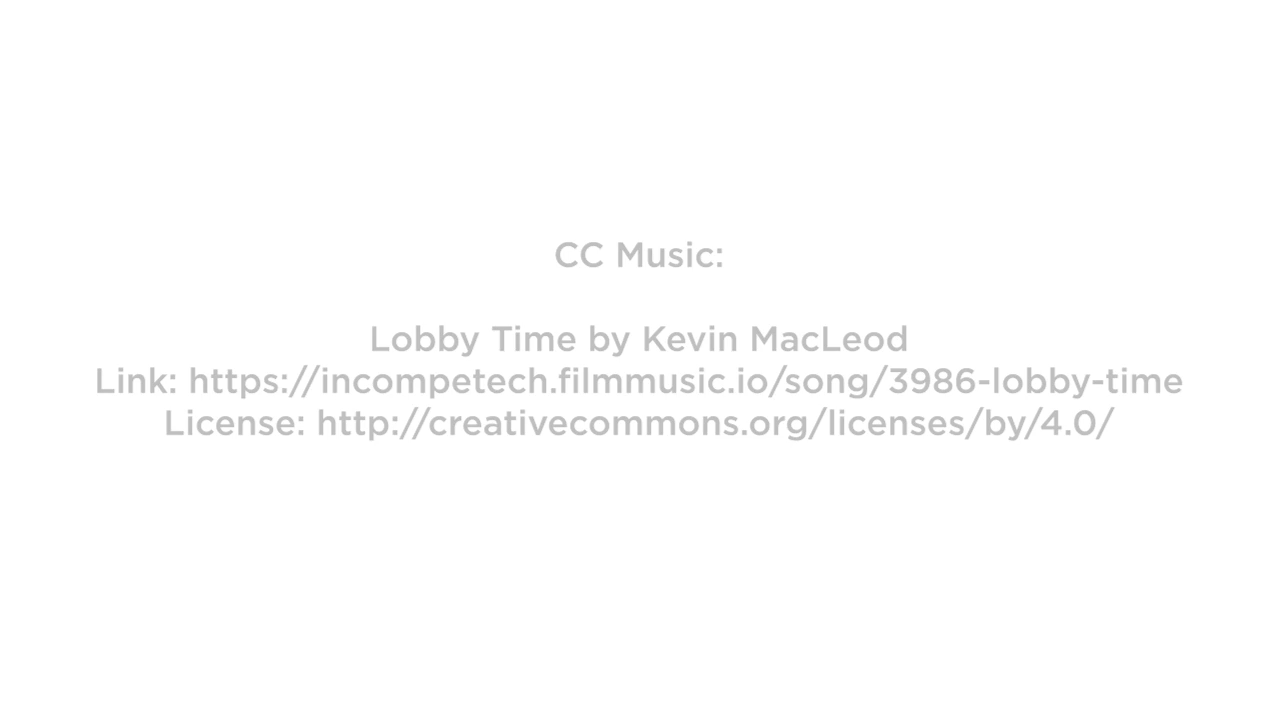 CC Music:
Lobby Time by Kevin MacLeod
Link: https://incompetech.filmmusic.io/song/3986-lobby-time
License: http://creativecommons.org/licenses/by/4.0/